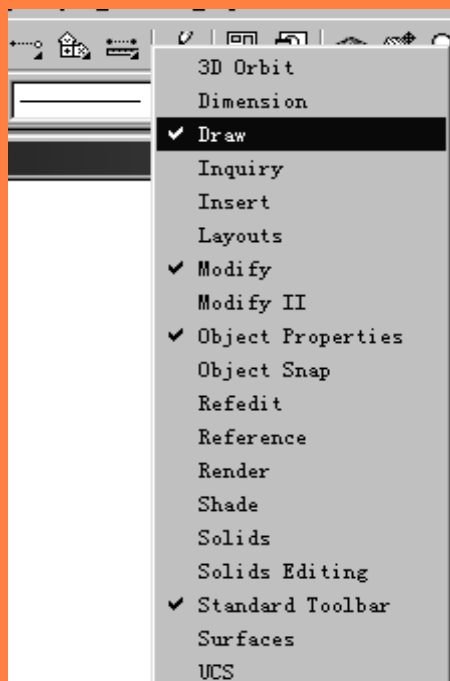 3D Orbit
Dimension
Draw
Inquiry
Insert
Layouts
Modify
Modify II
Object Properties
Object Snap
Refedit
Reference
Render
Shade
Solids
Solids Editing
Standard Toolbar
Surfaces
UCS